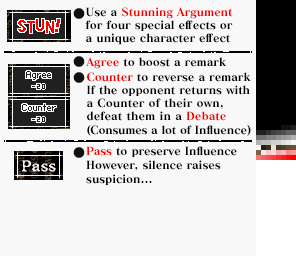 STUN!
●Use a Stunning Argument
for four special effects or
a unique character effect
Agree
-20
Counter
-20
●Agree to boost a remark
●Counter to reverse a remark
If the opponent returns with
a Counter of their own,
defeat them in a Debate
(Consumes a lot of Influence)
Pass
●Pass to preserve Influence
However, silence raises
suspicion...